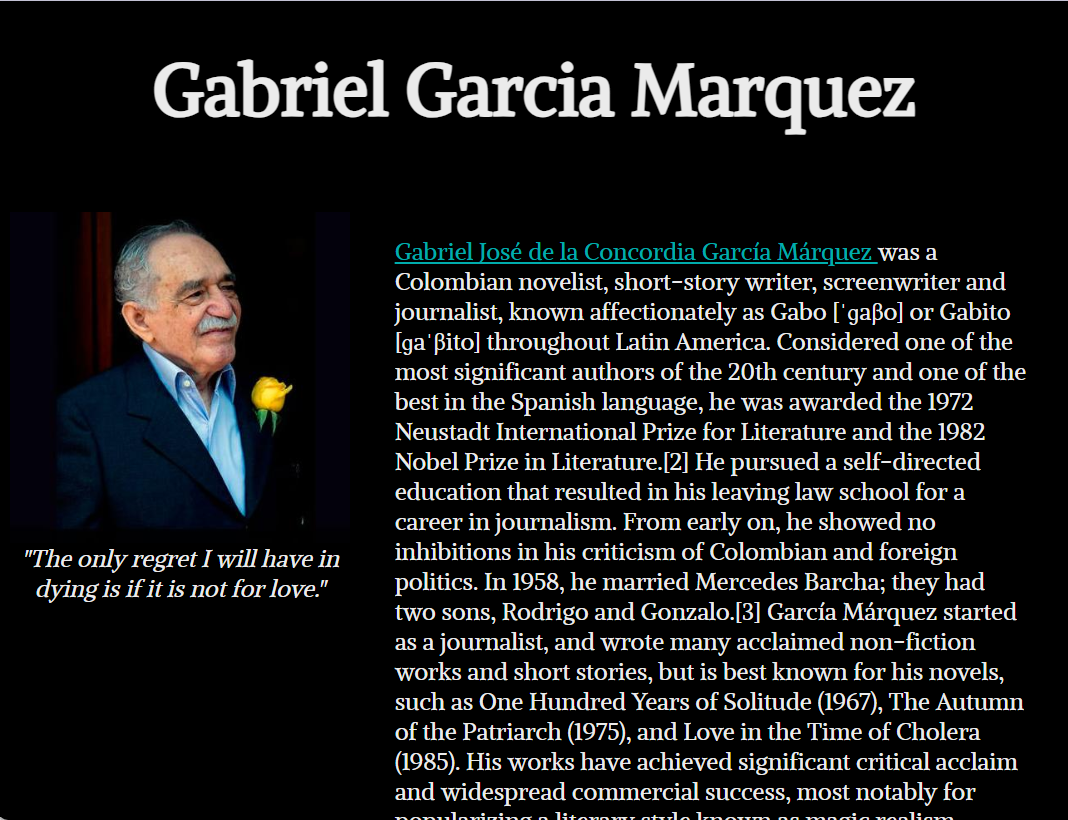 Gabriel Garcia Marquez
"The only regret I will have in
dying is if it is not for love."
Gabriel José de la Concordia García Márquez was a
Colombian novelist, short-story writer, screenwriter and
journalist, known affectionately as Gabo [ˈɡaβo] or Gabito
[ɡaˈβito] throughout Latin America. Considered one of the
most significant authors of the 20th century and one of the
best in the Spanish language, he was awarded the 1972
Neustadt International Prize for Literature and the 1982
Nobel Prize in Literature.[2] He pursued a self-directed
education that resulted in his leaving law school for a
career in journalism. From early on, he showed no
inhibitions in his criticism of Colombian and foreign
politics. In 1958, he married Mercedes Barcha; they had
two sons, Rodrigo and Gonzalo.[3] García Márquez started
as a journalist, and wrote many acclaimed non-fiction
works and short stories, but is best known for his novels,
such as One Hundred Years of Solitude (1967), The Autumn
of the Patriarch (1975), and Love in the Time of Cholera
(1985). His works have achieved significant critical acclaim
and widespread commercial success, most notably for
popularizing a literary style known as magic realism